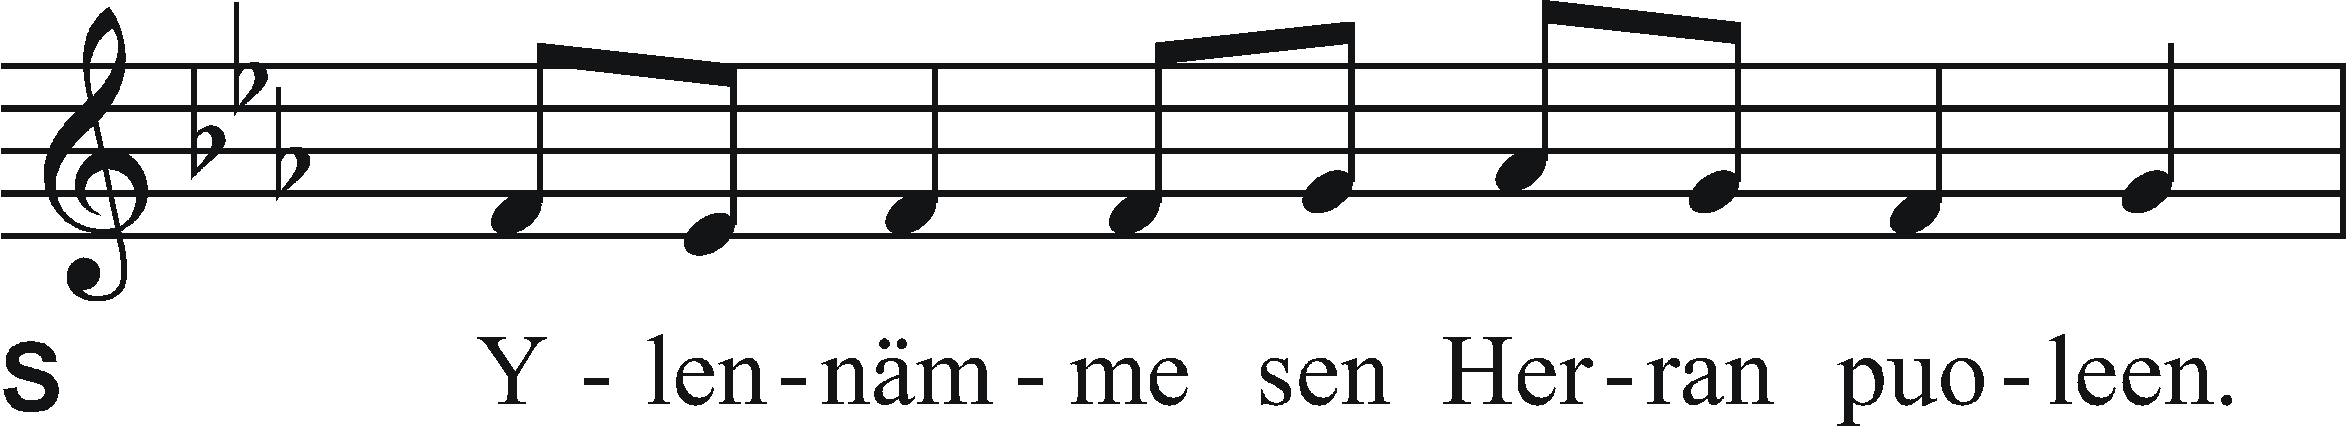 S Y - len - näm - me sen Her - ran puo - leen.